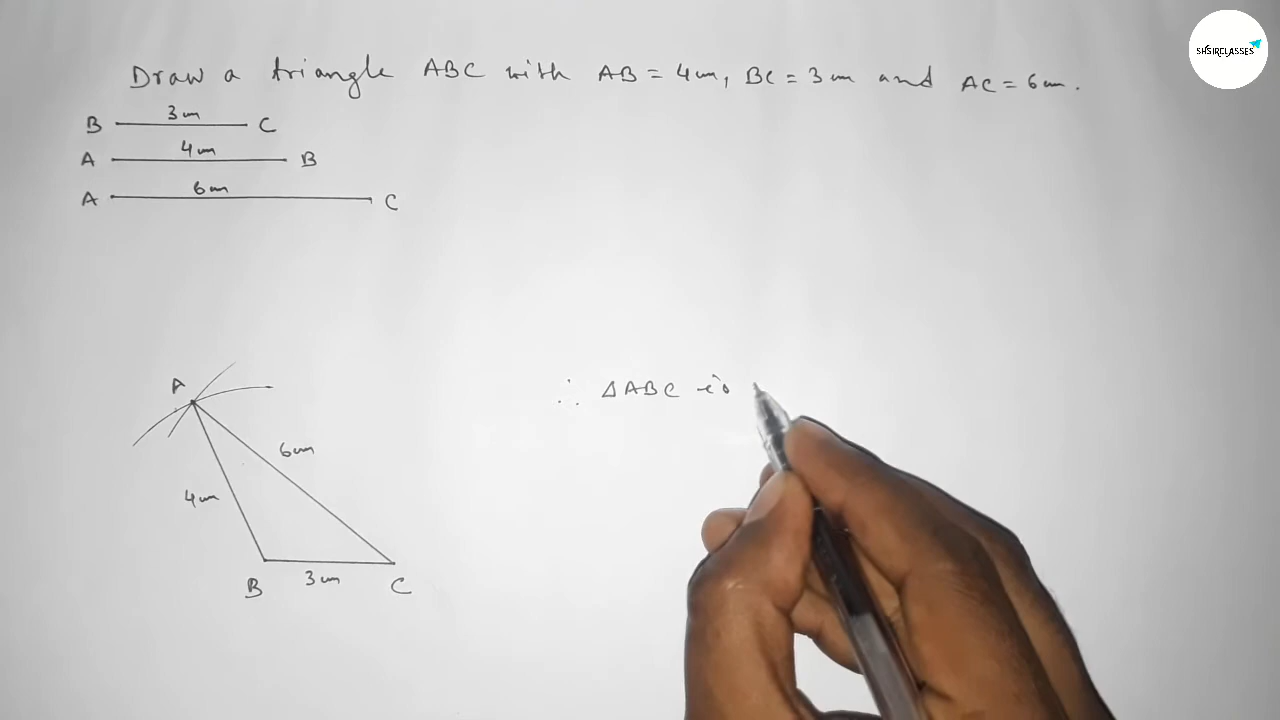 SHSIRCLASSES
Draw a triangle ABC with AB = 4cm, BC = 3cm and AC = 6cm.
B 3cm C
A 4cm B
A 6cm C
A
∴ △ABC is
6cm
4cm
B 3cm C